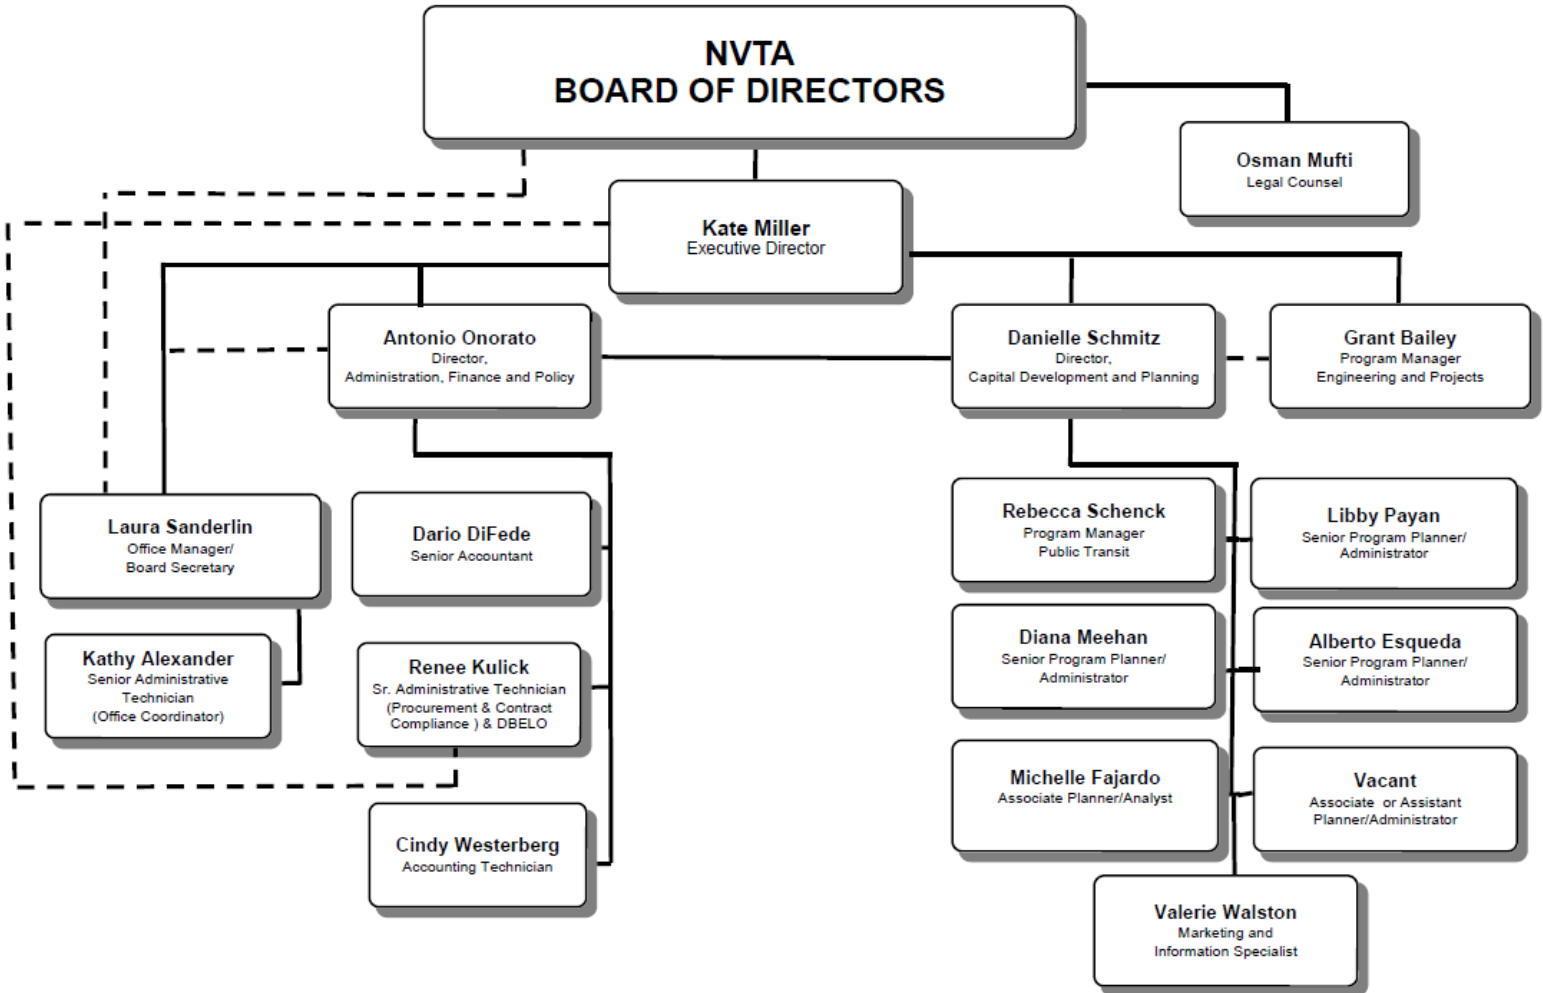 NVTA
BOARD OF DIRECTORS
Osman Mufti
Legal Counsel
Kate Miller
Executive Director
Antonio Onorato
Director,
Administration, Finance and Policy
Danielle Schmitz
Director,
Capital Development and Planning
Grant Bailey
Program Manager
Engineering and Projects
Laura Sanderlin
Office Manager/
Board Secretary
Dario DiFede
Senior Accountant
Rebecca Schenck
Program Manager
Public Transit
Libby Payan
Senior Program Planner/
Administrator
Kathy Alexander
Senior Administrative
Technician
(Office Coordinator)
Renee Kulick
Sr. Administrative Technician
(Procurement & Contract
Compliance ) & DBELO
Diana Meehan
Senior Program Planner/
Administrator
Alberto Esqueda
Senior Program Planner/
Administrator
Cindy Westerberg
Accounting Technician
Michelle Fajardo
Associate Planner/Analyst
Vacant
Associate or Assistant
Planner/Administrator
Valerie Walston
Marketing and
Information Specialist